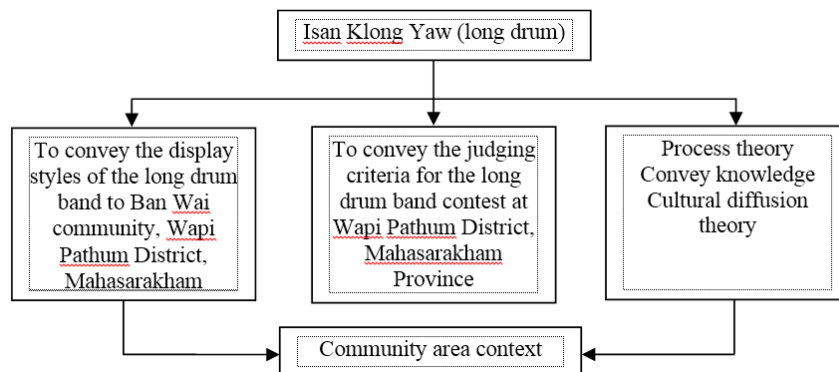 Isan Klong Yaw (long drum)
To convey the display
styles of the long drum
band to Ban Wai
community, Wapi
Pathum District,
Mahasarakham
To convey the judging
criteria for the long
drum band contest at
Wapi Pathum District,
Mahasarakham
Province
Process theory
Convey knowledge
Cultural diffusion
theory
Community area context